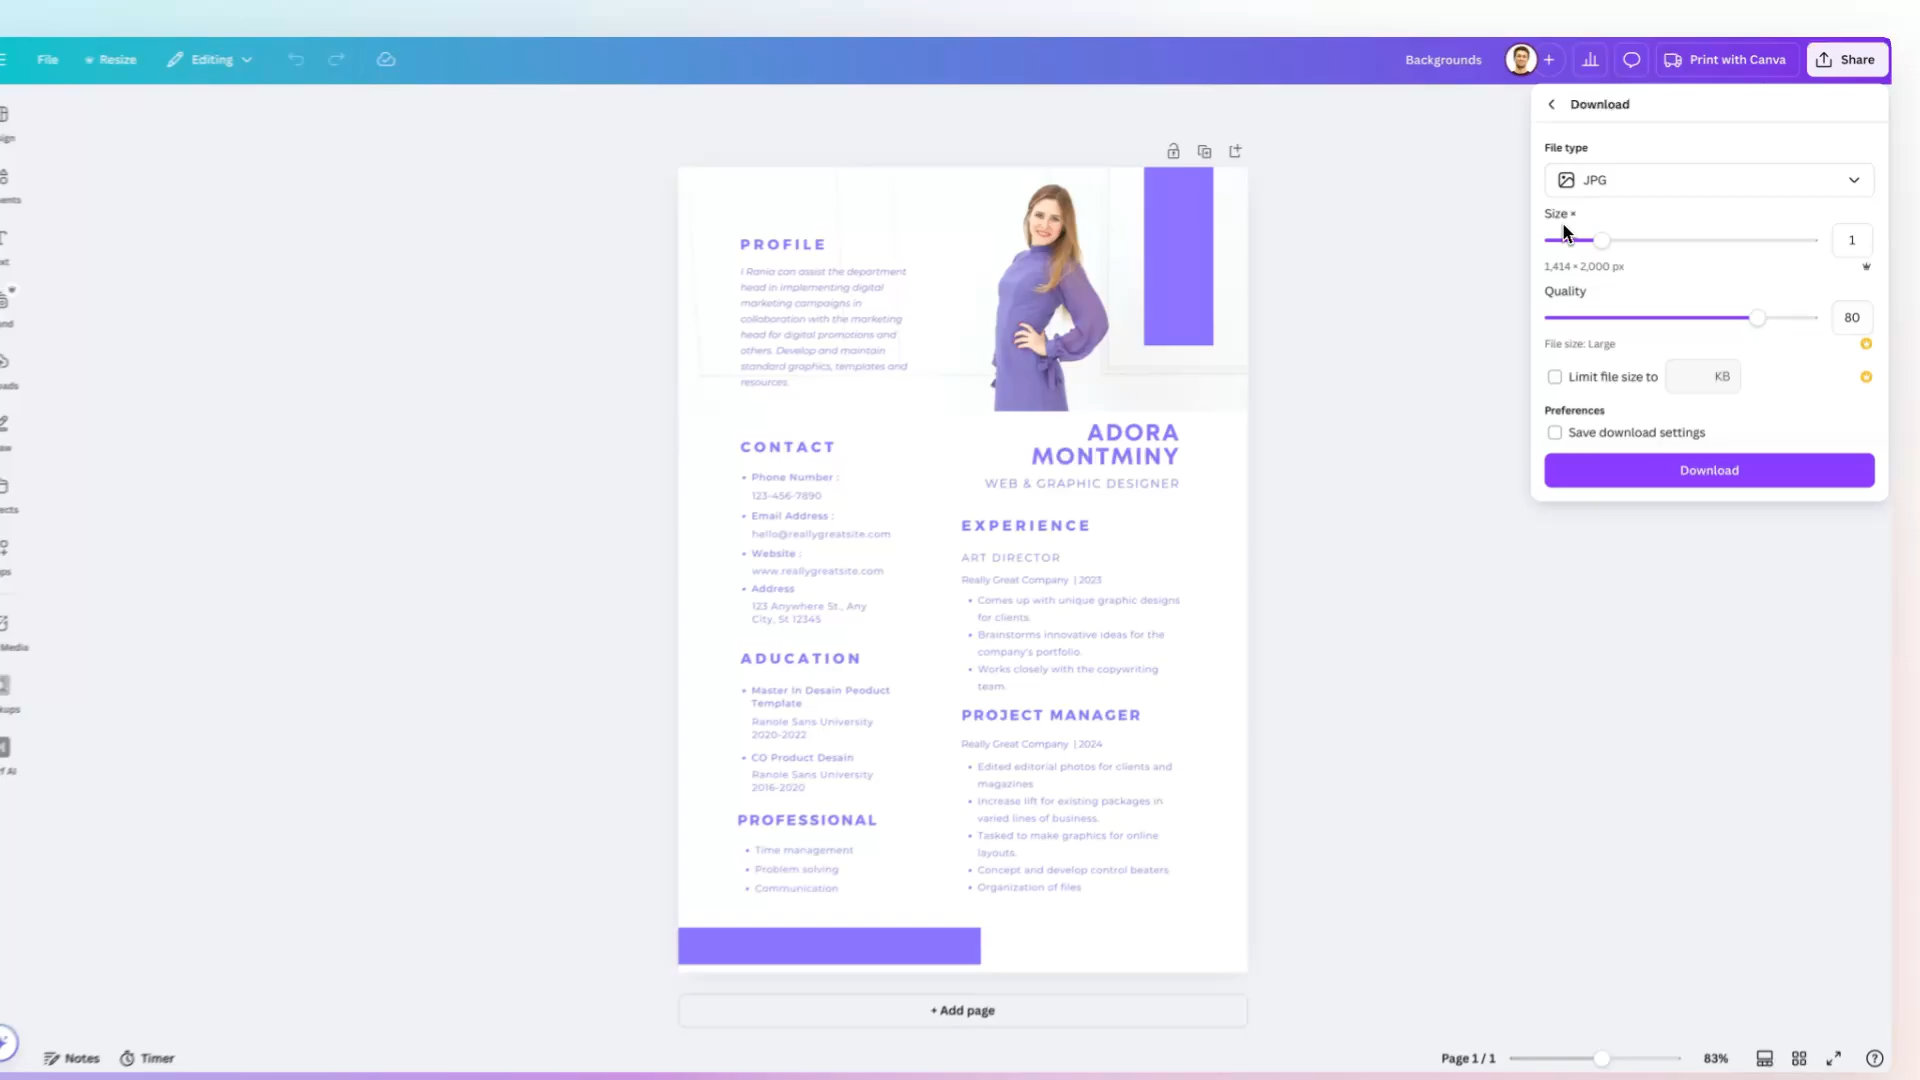 File
Resize
Editing
Backgrounds
Print with Canva
Share
Download
File type
JPG
Size ×
1
1,414 × 2,000 px
Quality
80
File size: Large
Limit file size to
KB
Preferences
Save download settings
Download
PROFILE
I Rania can assist the department
head in implementing digital
marketing campaigns in
collaboration with the marketing
head for digital promotions and
others. Develop and maintain
standard graphics, templates and
resources.
CONTACT
• Phone Number :
123-456-7890
• Email Address :
hello@reallygreatsite.com
• Website :
www.reallygreatsite.com
• Address
123 Anywhere St., Any
City, St 12345
ADUCATION
• Master In Desain Peoduct
Template
Ranole Sans University
2020-2022
• CO Product Desain
Ranole Sans University
2016-2020
PROFESSIONAL
• Time management
• Problem solving
• Communication
ADORA
MONTMINY
WEB & GRAPHIC DESIGNER
EXPERIENCE
ART DIRECTOR
Really Great Company | 2023
• Comes up with unique graphic designs
for clients.
• Brainstorms innovative ideas for the
company's portfolio.
• Works closely with the copywriting
team.
PROJECT MANAGER
Really Great Company | 2024
• Edited editorial photos for clients and
magazines
• Increase lift for existing packages in
varied lines of business.
• Tasked to make graphics for online
layouts.
• Concept and develop control beaters
• Organization of files
+ Add page
Media
AI
Notes
Timer
Page 1 / 1
83%